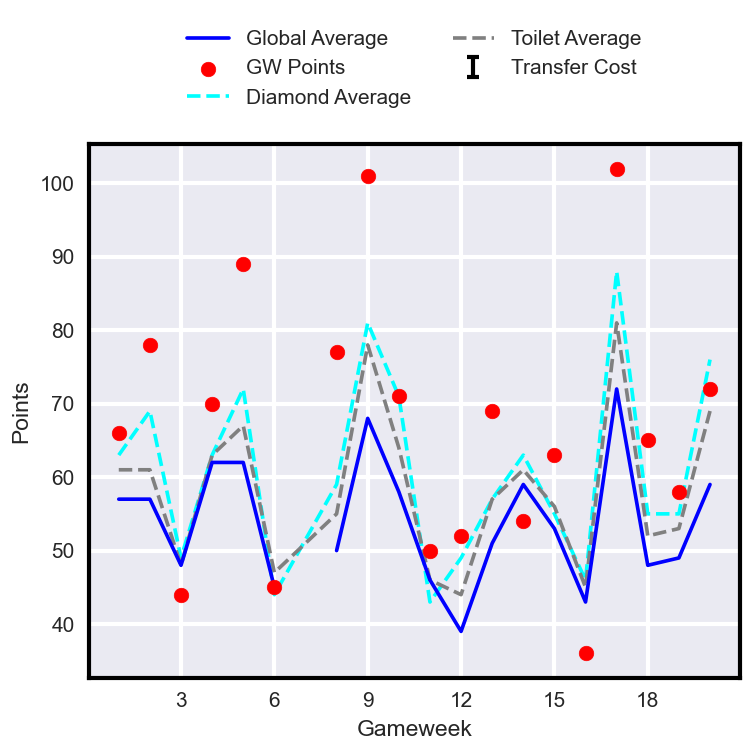 Global Average
GW Points
Diamond Average
Toilet Average
Transfer Cost
100
90
80
70
60
50
40
Points
3 6 9 12 15 18
Gameweek